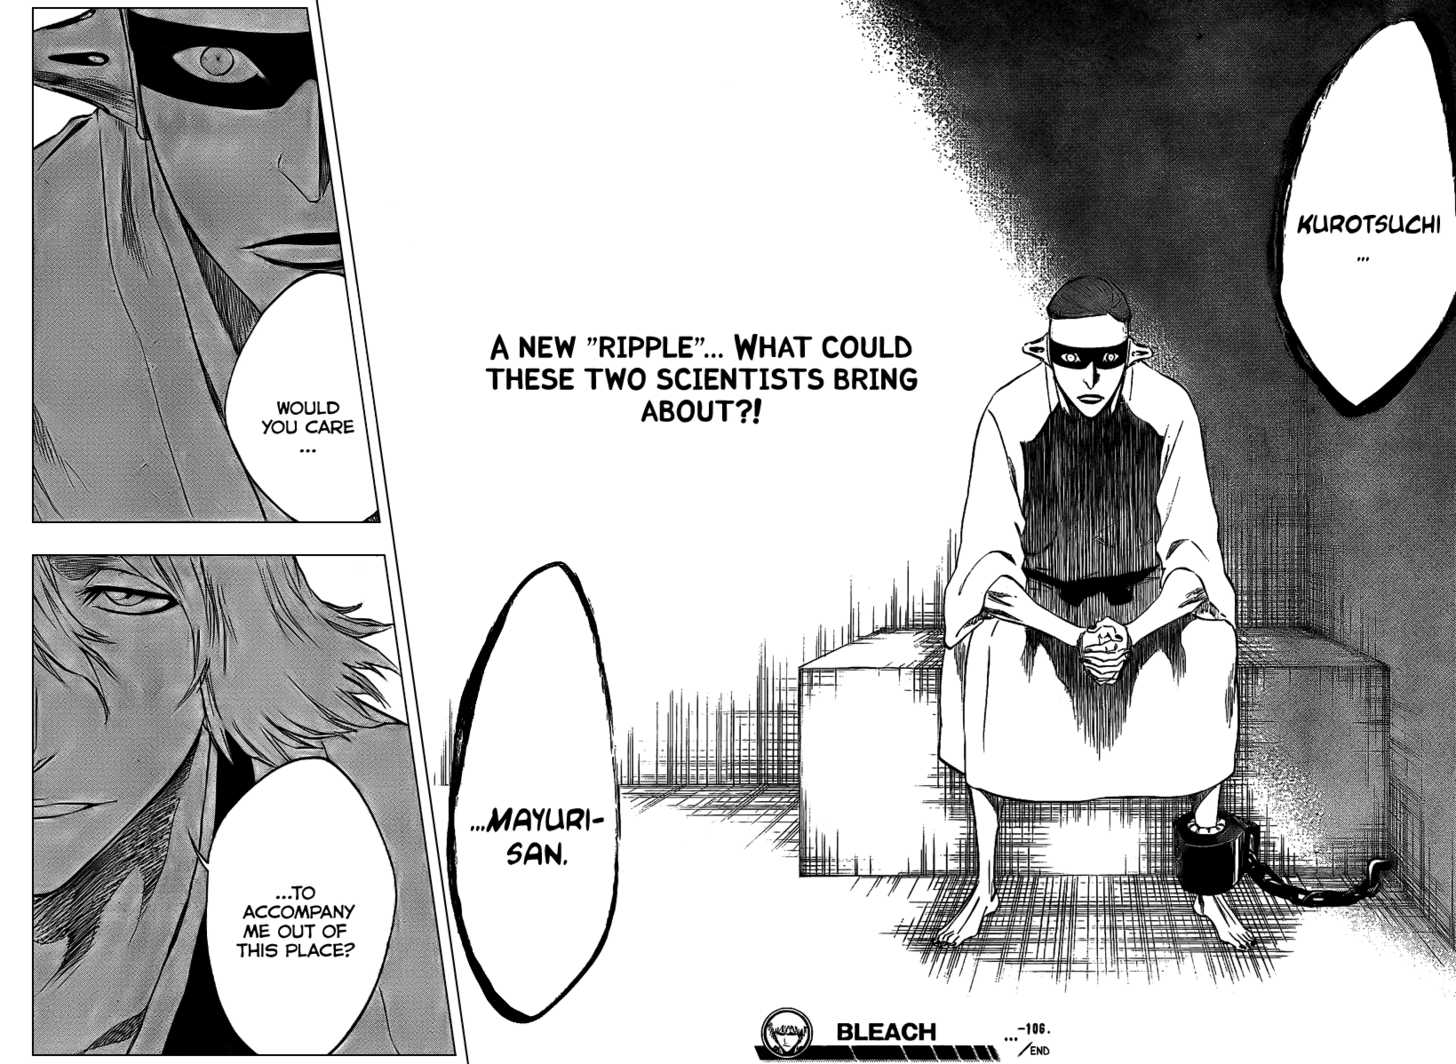 KUROTSUCHI
...
A NEW "RIPPLE"... WHAT COULD
THESE TWO SCIENTISTS BRING
ABOUT?!
...MAYURI-
SAN.
WOULD
YOU CARE
...
...TO
ACCOMPANY
ME OUT OF
THIS PLACE?
BLEACH ...-106.
/END